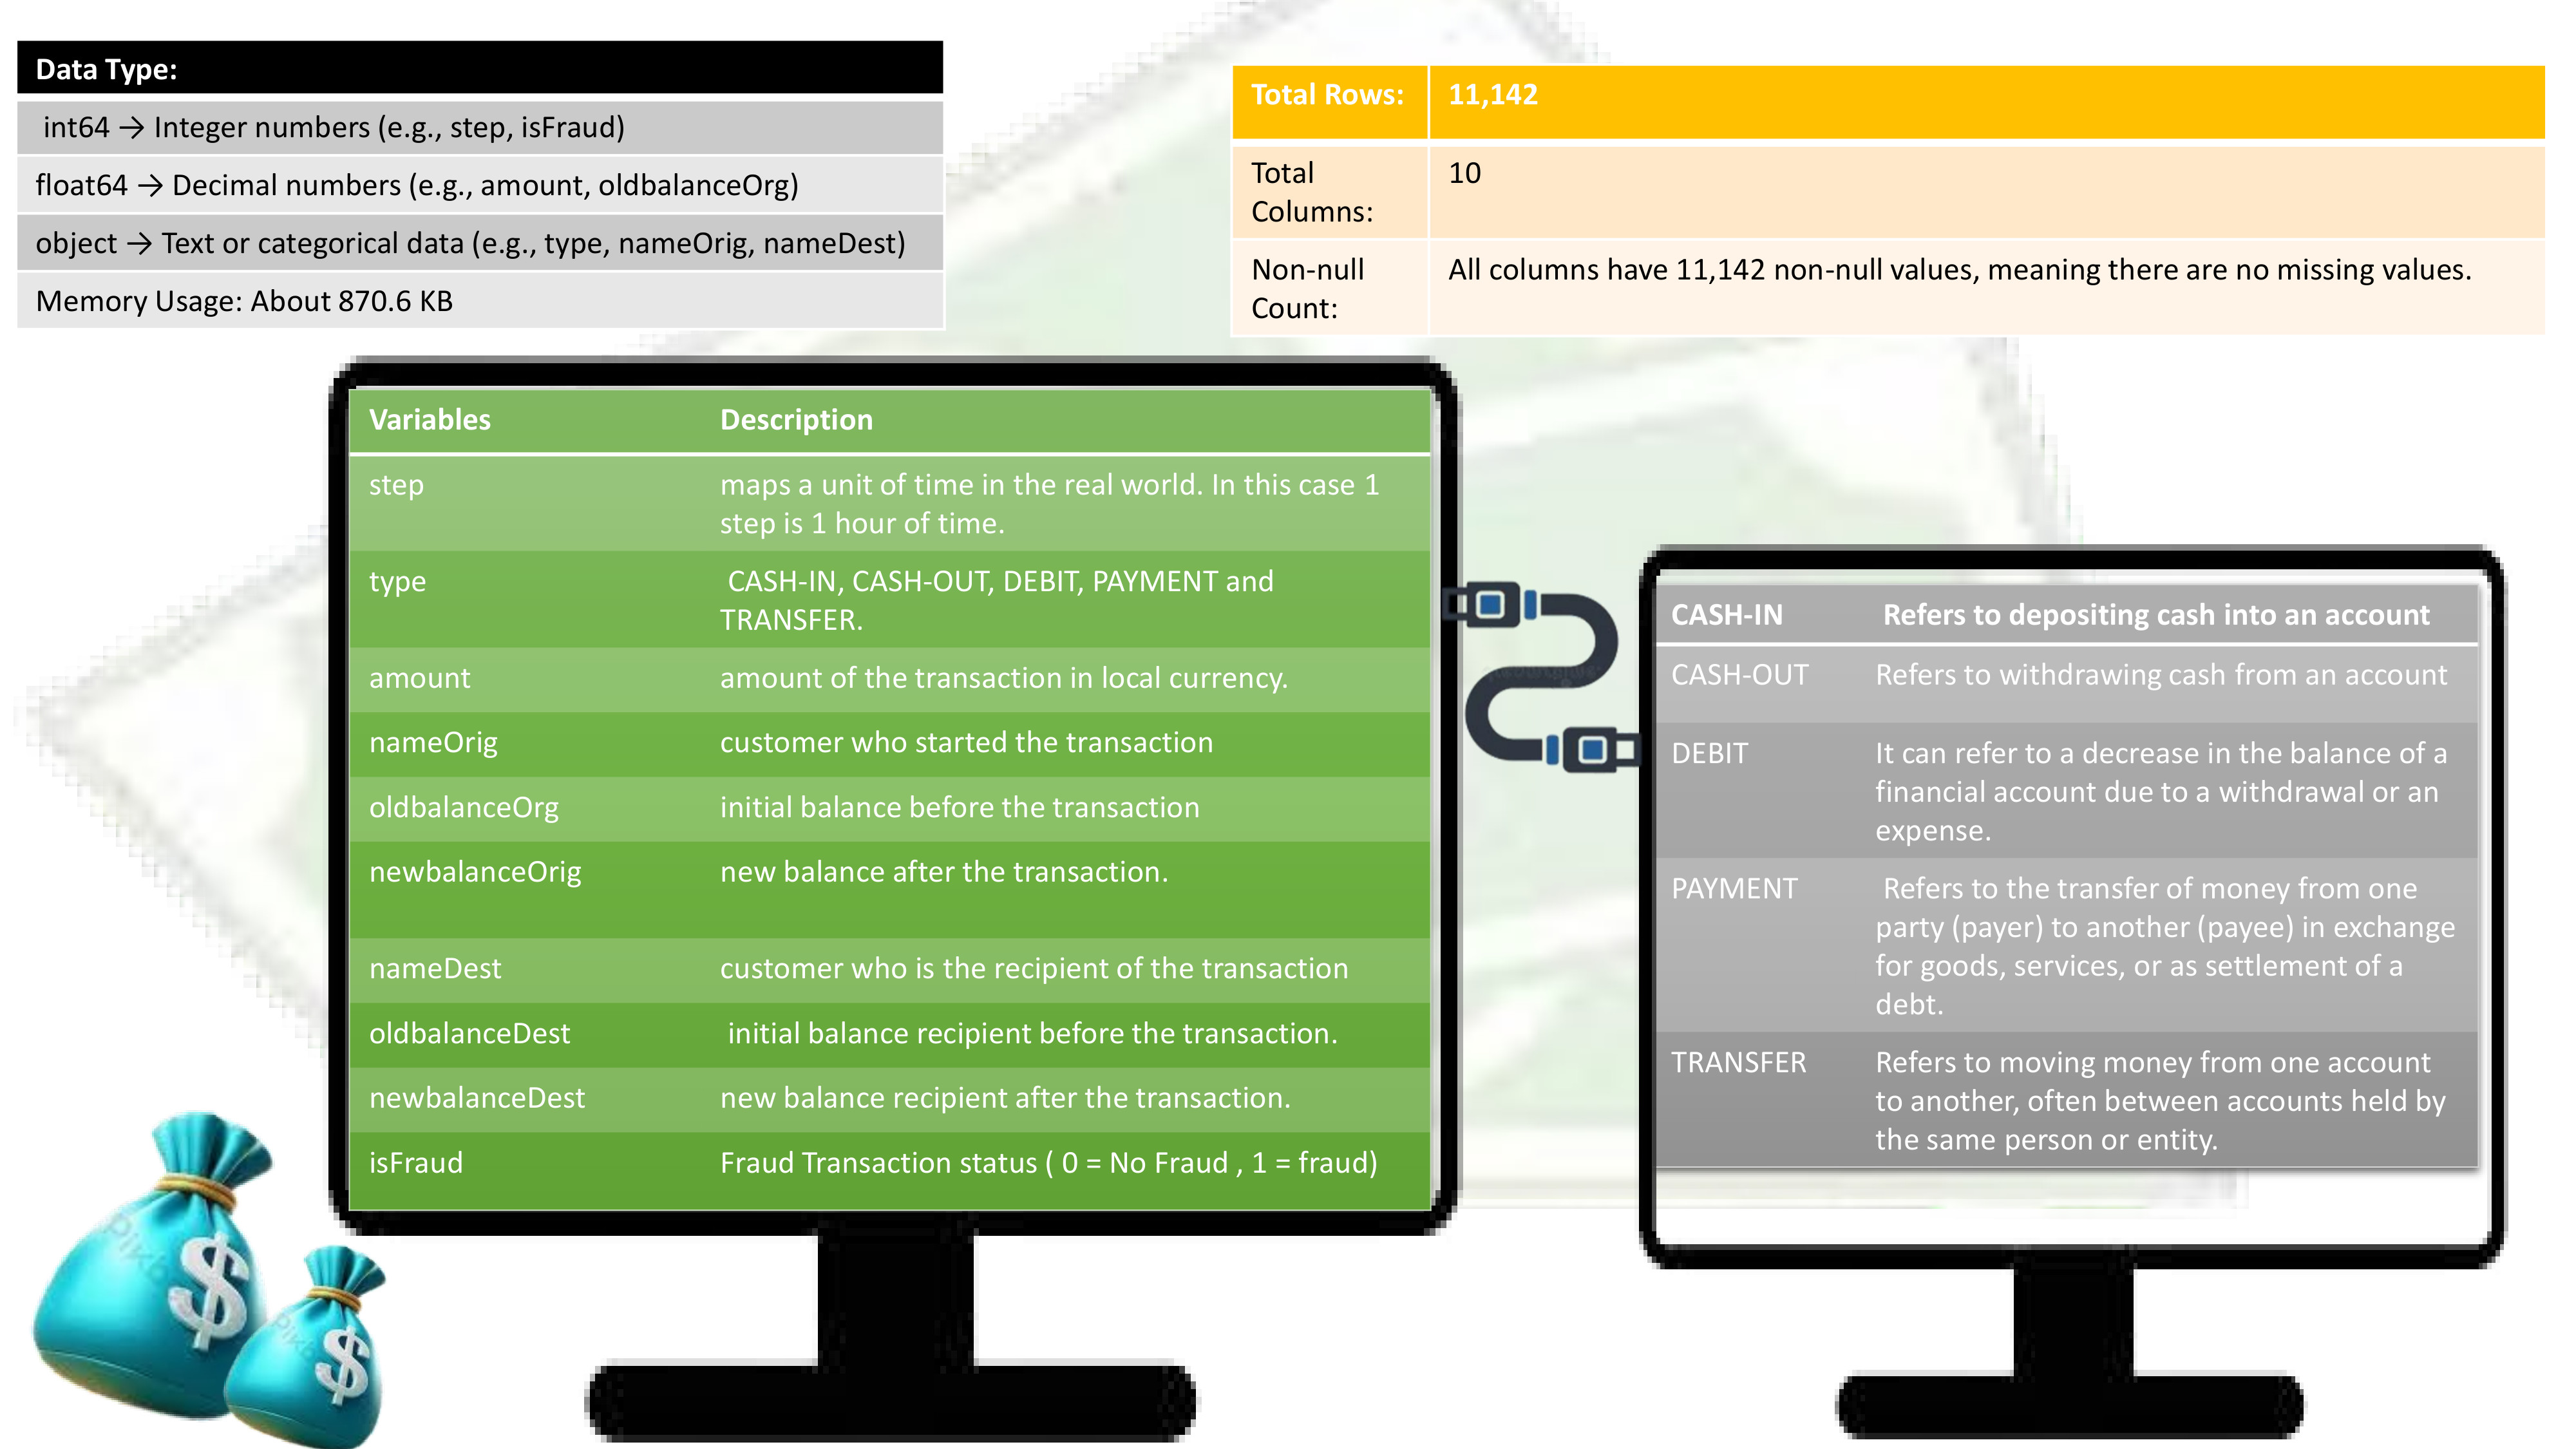 Data Type:
int64 → Integer numbers (e.g., step, isFraud)
float64 → Decimal numbers (e.g., amount, oldbalanceOrg)
object → Text or categorical data (e.g., type, nameOrig, nameDest)
Memory Usage: About 870.6 KB
Total Rows: 11,142
Total Columns: 10
Non-null Count: All columns have 11,142 non-null values, meaning there are no missing values.
Variables Description
step maps a unit of time in the real world. In this case 1
step is 1 hour of time.
type CASH-IN, CASH-OUT, DEBIT, PAYMENT and
TRANSFER.
amount amount of the transaction in local currency.
nameOrig customer who started the transaction
oldbalanceOrg initial balance before the transaction
newbalanceOrig new balance after the transaction.
nameDest customer who is the recipient of the transaction
oldbalanceDest initial balance recipient before the transaction.
newbalanceDest new balance recipient after the transaction.
isFraud Fraud Transaction status ( 0 = No Fraud , 1 = fraud)
CASH-IN Refers to depositing cash into an account
CASH-OUT Refers to withdrawing cash from an account
DEBIT It can refer to a decrease in the balance of a
financial account due to a withdrawal or an
expense.
PAYMENT Refers to the transfer of money from one
party (payer) to another (payee) in exchange
for goods, services, or as settlement of a
debt.
TRANSFER Refers to moving money from one account
to another, often between accounts held by
the same person or entity.
$
$